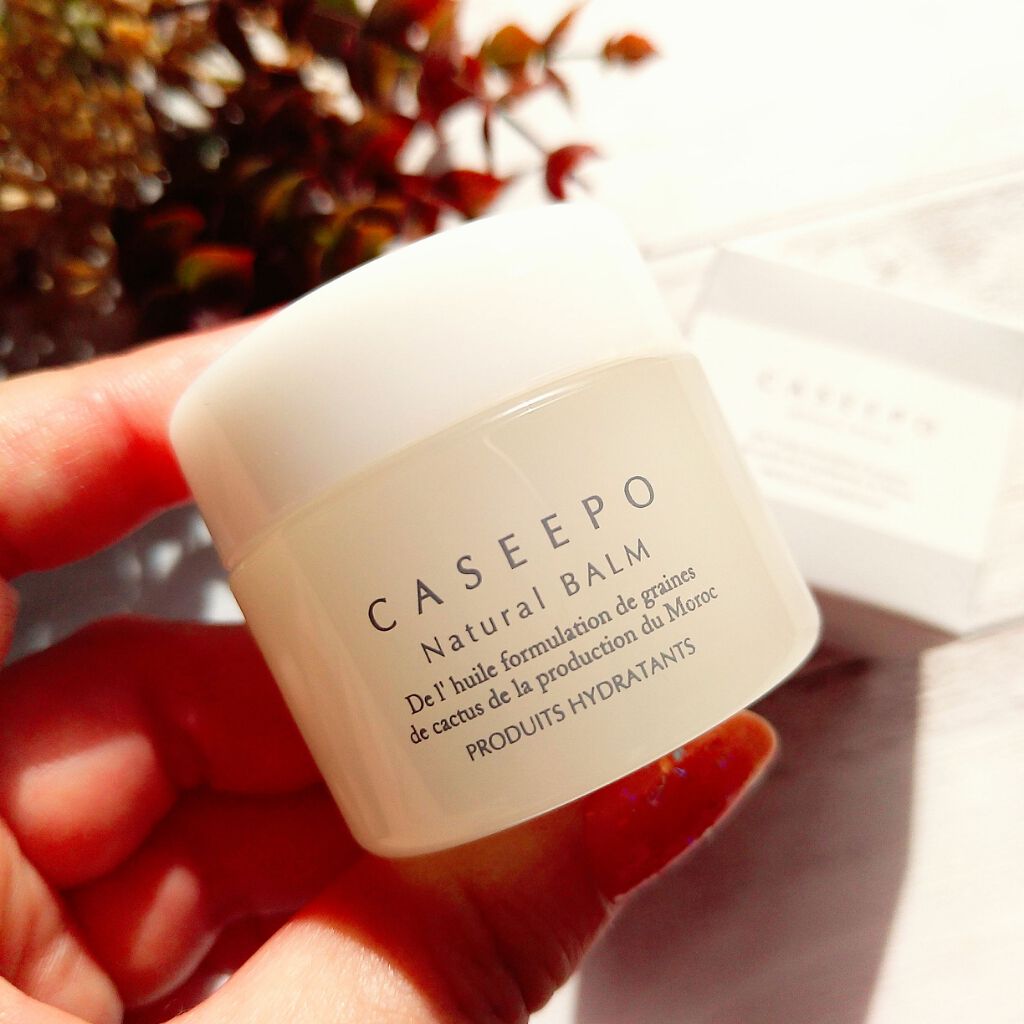 CASEEPO
Natural BALM
De l' huile formulation de graines
de cactus de la production du Moroc
PRODUITS HYDRATANTS
CASEEPO